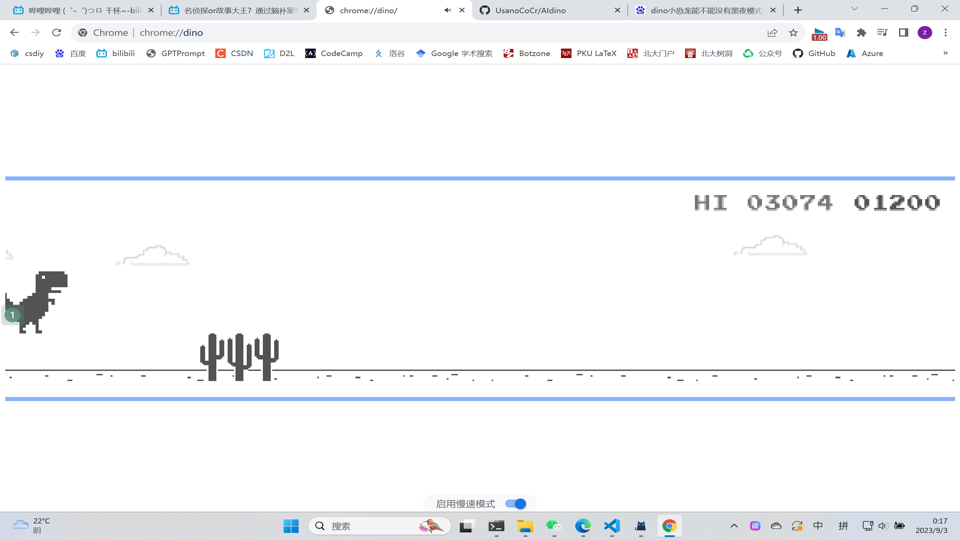 哔哩哔哩 (゜-゜)つロ 干杯~-bili
名侦探or故事大王？通过脑补案
chrome://dino/
UsanoCoCr/AIdino
dino小恐龙能不能没有黑夜模式
Chrome | chrome://dino
1.00
z
csdiy
百度
bilibili
GPTPrompt
CSDN
D2L
CodeCamp
洛谷
Google 学术搜索
Botzone
PKU LaTeX
北大门户
北大树洞
公众号
GitHub
Azure
»
HI 03074 01200
1
启用慢速模式
22°C
阴
搜索
中
拼
0:17
2023/9/3